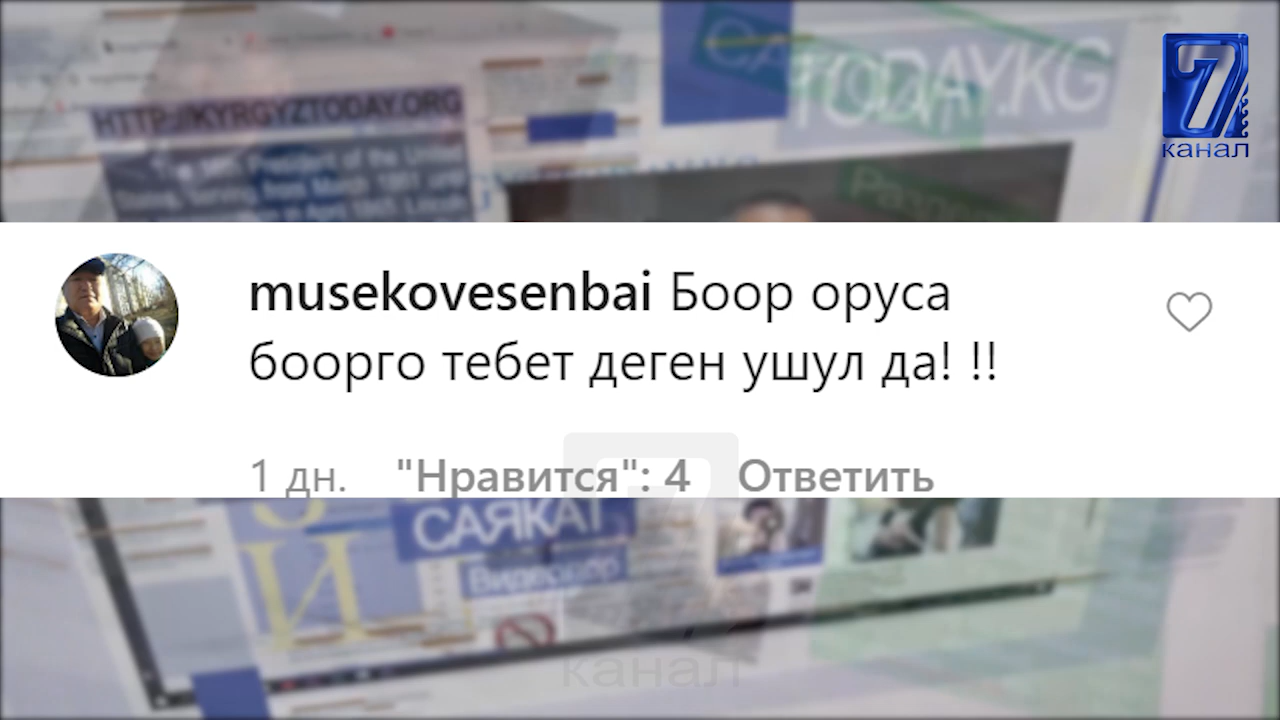 HTTP://KYRGYZTODAY.ORG
TODAY.KG
7
канал
musekovesenbai Боор оруса
боорго тебет деген ушул да! !!
1 дн. "Нравится": 4 Ответить
САЯКАТ
канал